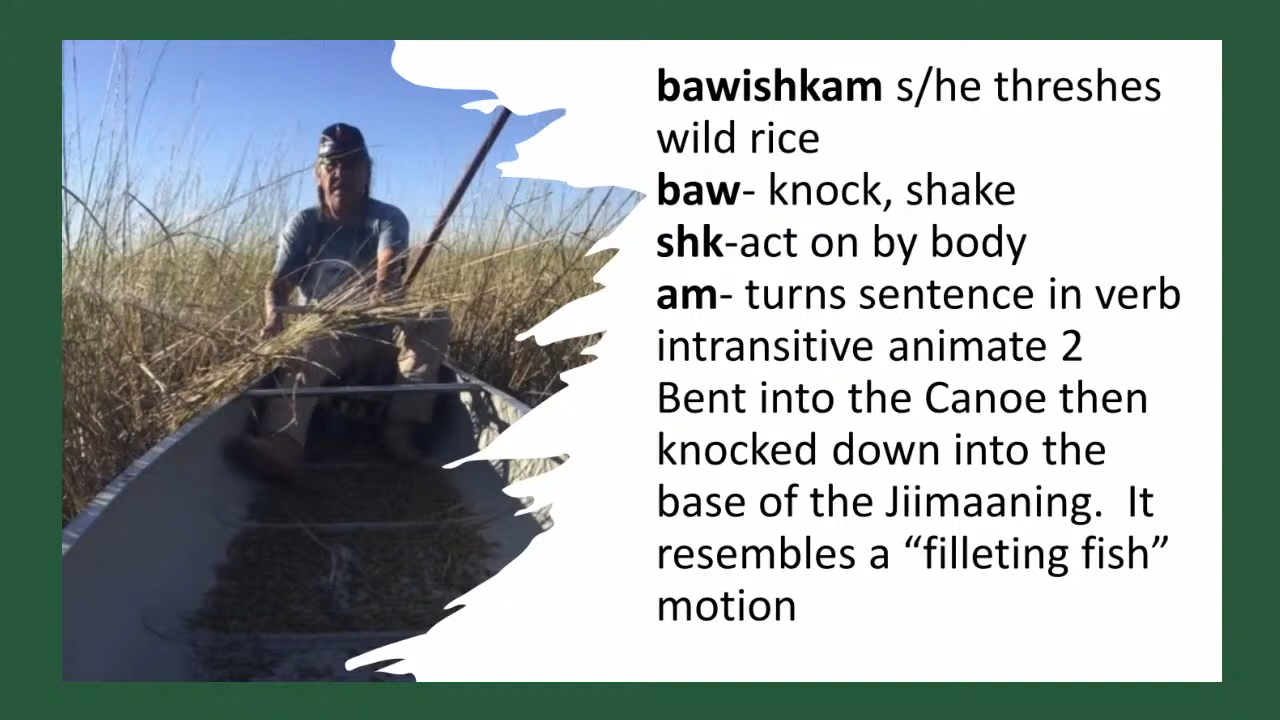 bawishkam s/he threshes
wild rice
baw- knock, shake
shk-act on by body
am- turns sentence in verb
intransitive animate 2
Bent into the Canoe then
knocked down into the
base of the Jiimaaning.  It
resembles a “filleting fish”
motion